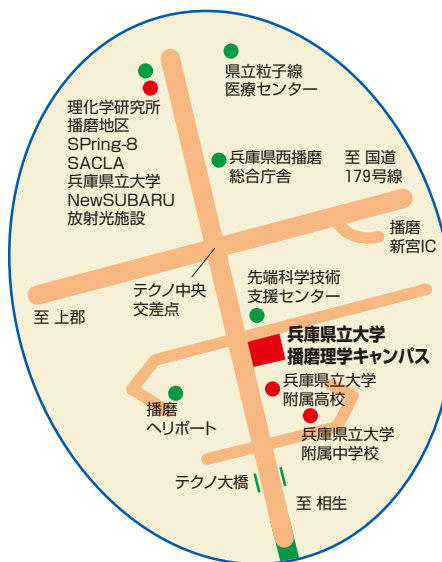 県立粒子線
医療センター
理化学研究所
播磨地区
SPring-8
SACLA
兵庫県立大学
NewSUBARU
放射光施設
兵庫県西播磨
総合庁舎
至 国道
179号線
播磨
新宮IC
テクノ中央
交差点
至 上郡
先端科学技術
支援センター
兵庫県立大学
播磨理学キャンパス
兵庫県立大学
附属高校
播磨
ヘリポート
兵庫県立大学
附属中学校
テクノ大橋
至 相生